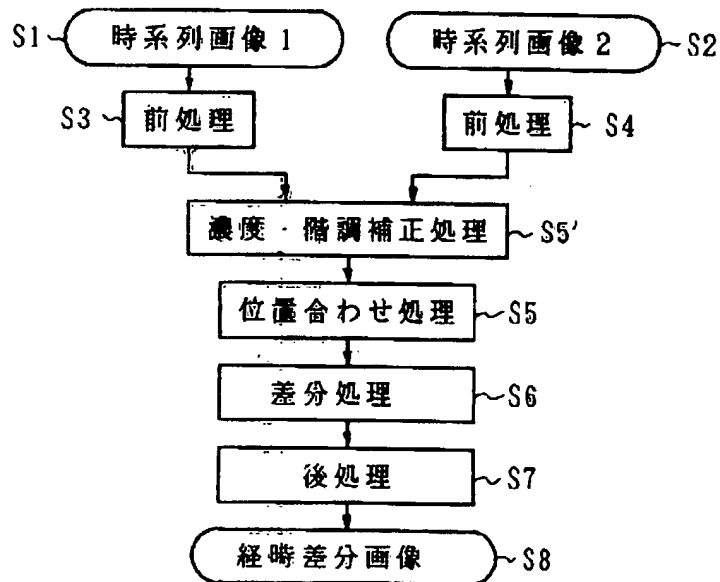 S1 時系列画像1
時系列画像2 S2
S3 前処理
前処理 S4
濃度・階調補正処理 S5'
位置合わせ処理 S5
差分処理 S6
後処理 S7
経時差分画像 S8